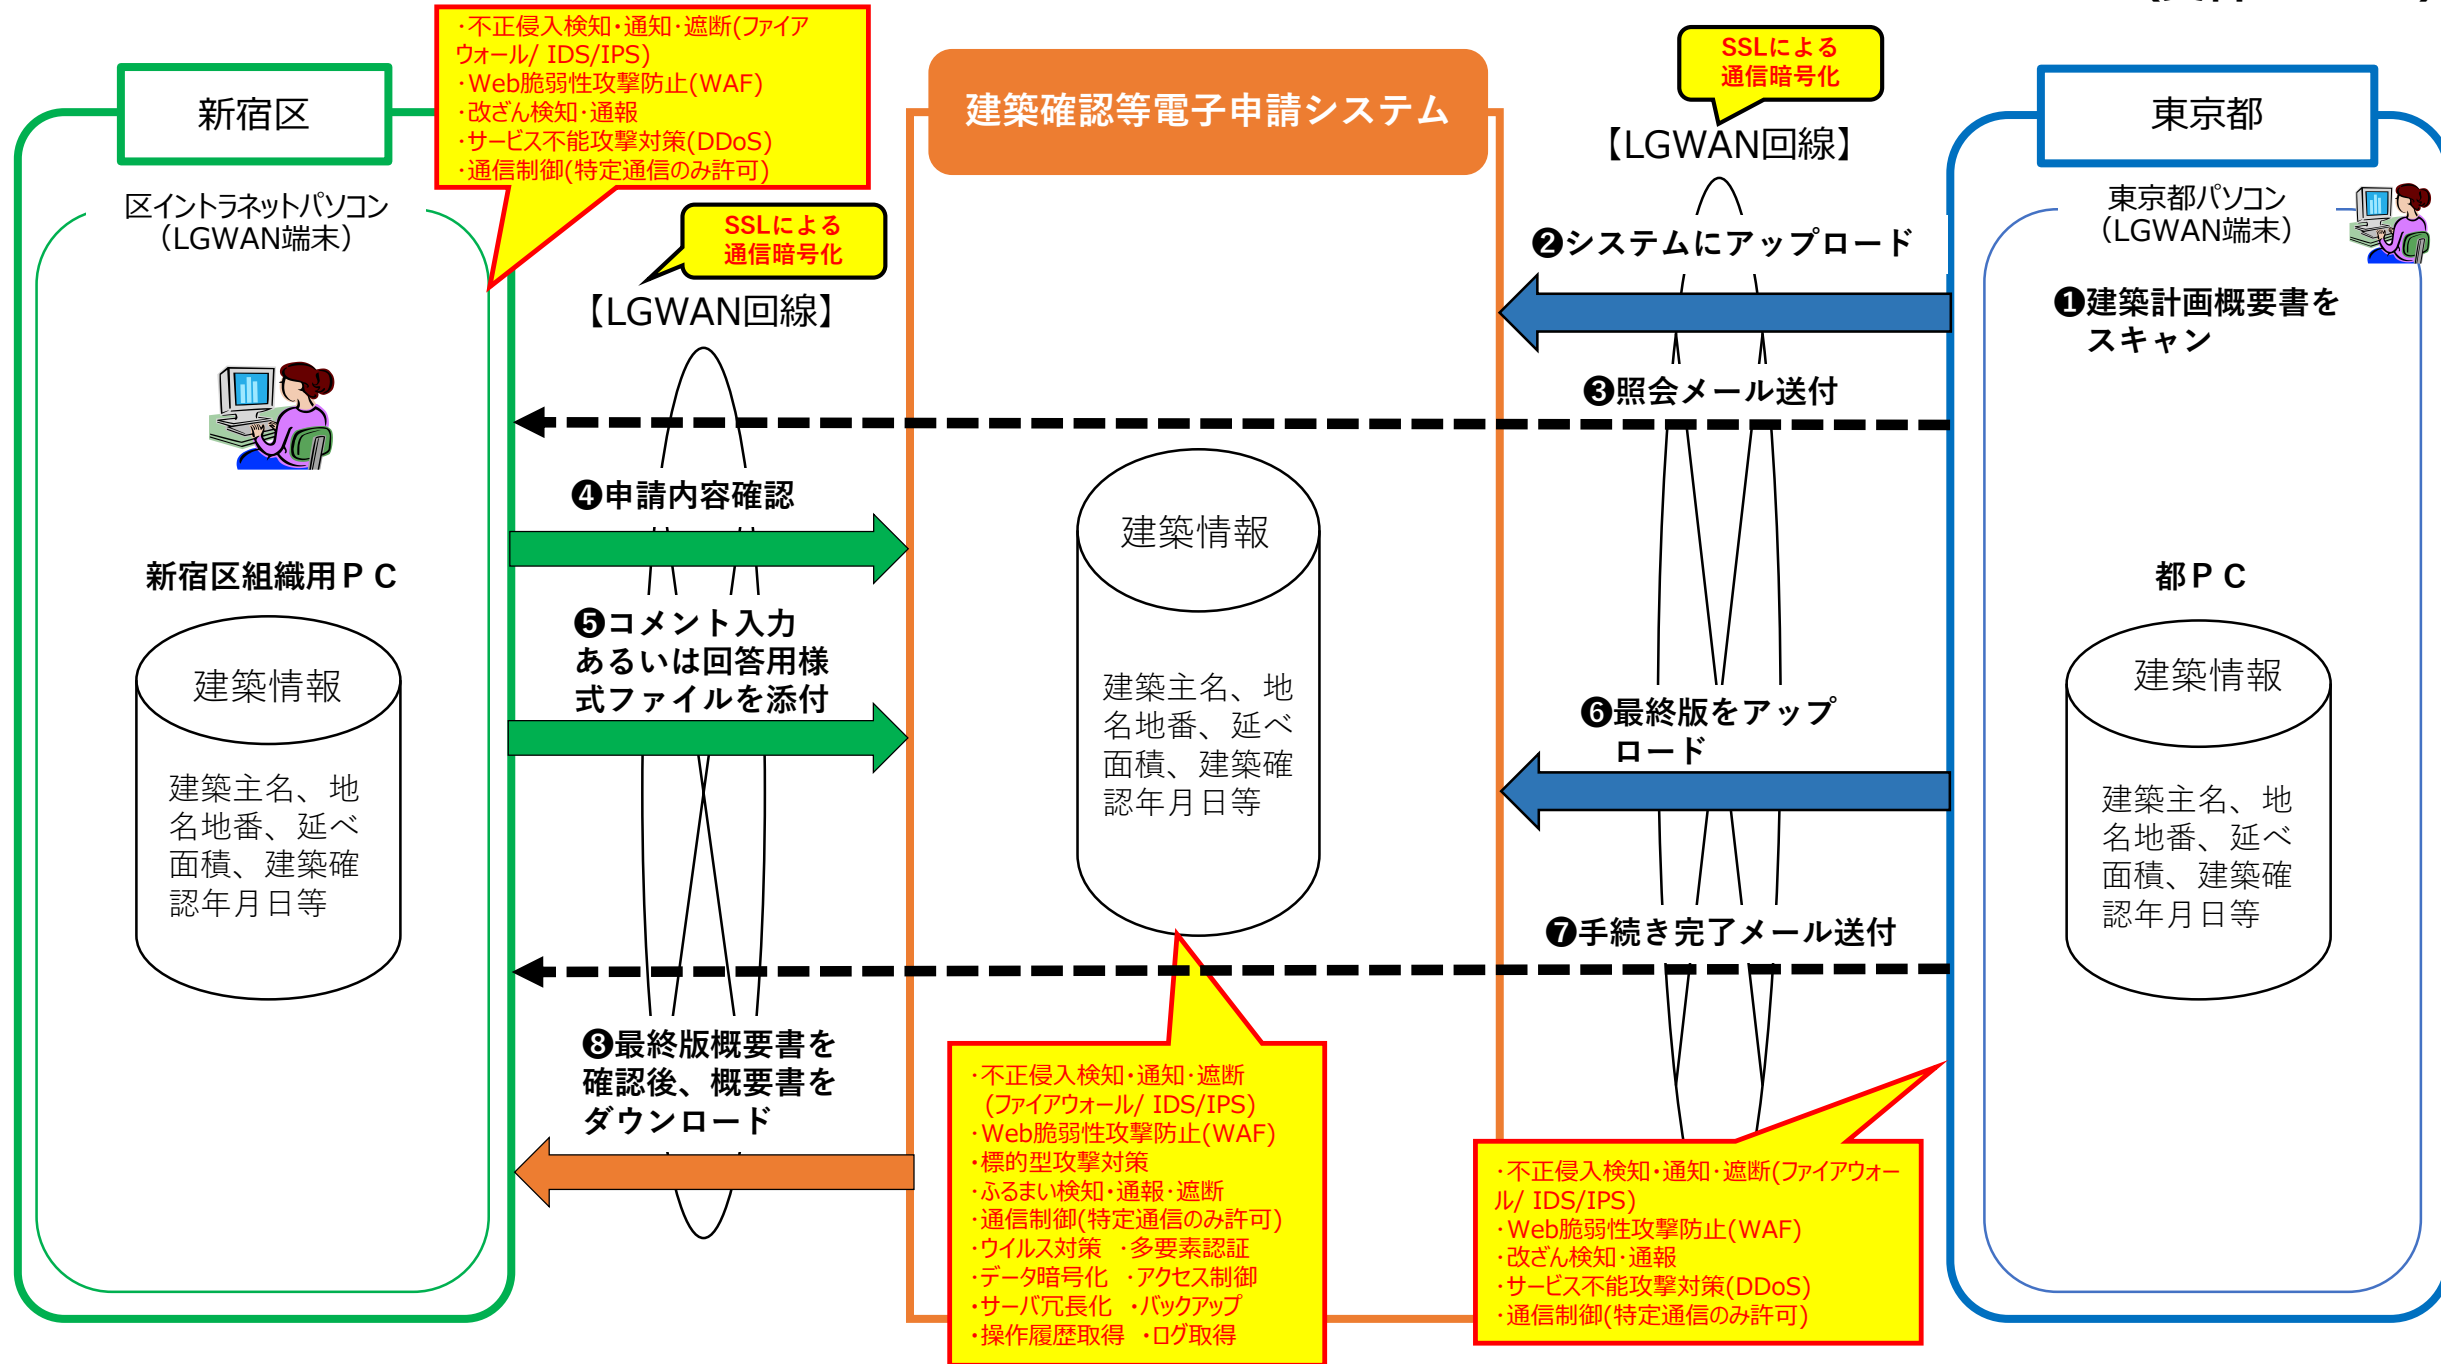 ・不正侵入検知・通知・遮断(ファイア
ウォール/ IDS/IPS)
・Web脆弱性攻撃防止(WAF)
・改ざん検知・通報
・サービス不能攻撃対策(DDoS)
・通信制御(特定通信のみ許可)
新宿区
区イントラネットパソコン
（LGWAN端末）
SSLによる
通信暗号化
【LGWAN回線】
新宿区組織用ＰＣ
建築情報
建築主名、地
名地番、延べ
面積、建築確
認年月日等
❹申請内容確認
❺コメント入力
あるいは回答用様
式ファイルを添付
❽最終版概要書を
確認後、概要書を
ダウンロード
建築確認等電子申請システム
建築情報
建築主名、地
名地番、延べ
面積、建築確
認年月日等
・不正侵入検知・通知・遮断
(ファイアウォール/ IDS/IPS)
・Web脆弱性攻撃防止(WAF)
・標的型攻撃対策
・ふるまい検知・通報・遮断
・通信制御(特定通信のみ許可)
・ウイルス対策　・多要素認証
・データ暗号化　・アクセス制御
・サーバ冗長化　・バックアップ
・操作履歴取得　・ログ取得
SSLによる
通信暗号化
【LGWAN回線】
❷システムにアップロード
❸照会メール送付
❻最終版をアップ
ロード
❼手続き完了メール送付
・不正侵入検知・通知・遮断(ファイアウォー
ル/ IDS/IPS)
・Web脆弱性攻撃防止(WAF)
・改ざん検知・通報
・サービス不能攻撃対策(DDoS)
・通信制御(特定通信のみ許可)
東京都
東京都パソコン
（LGWAN端末）
❶建築計画概要書を
スキャン
都ＰＣ
建築情報
建築主名、地
名地番、延べ
面積、建築確
認年月日等